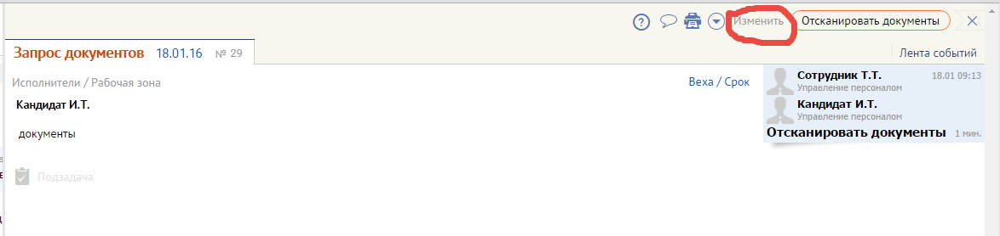 ? Изменить Отсканировать документы
Запрос документов 18.01.16 № 29
Лента событий
Исполнители / Рабочая зона
Веха / Срок
Кандидат И.Т.
документы
Подзадача
Сотрудник Т.Т. 18.01 09:13
Управление персоналом
Кандидат И.Т.
Управление персоналом
Отсканировать документы 1 мин.